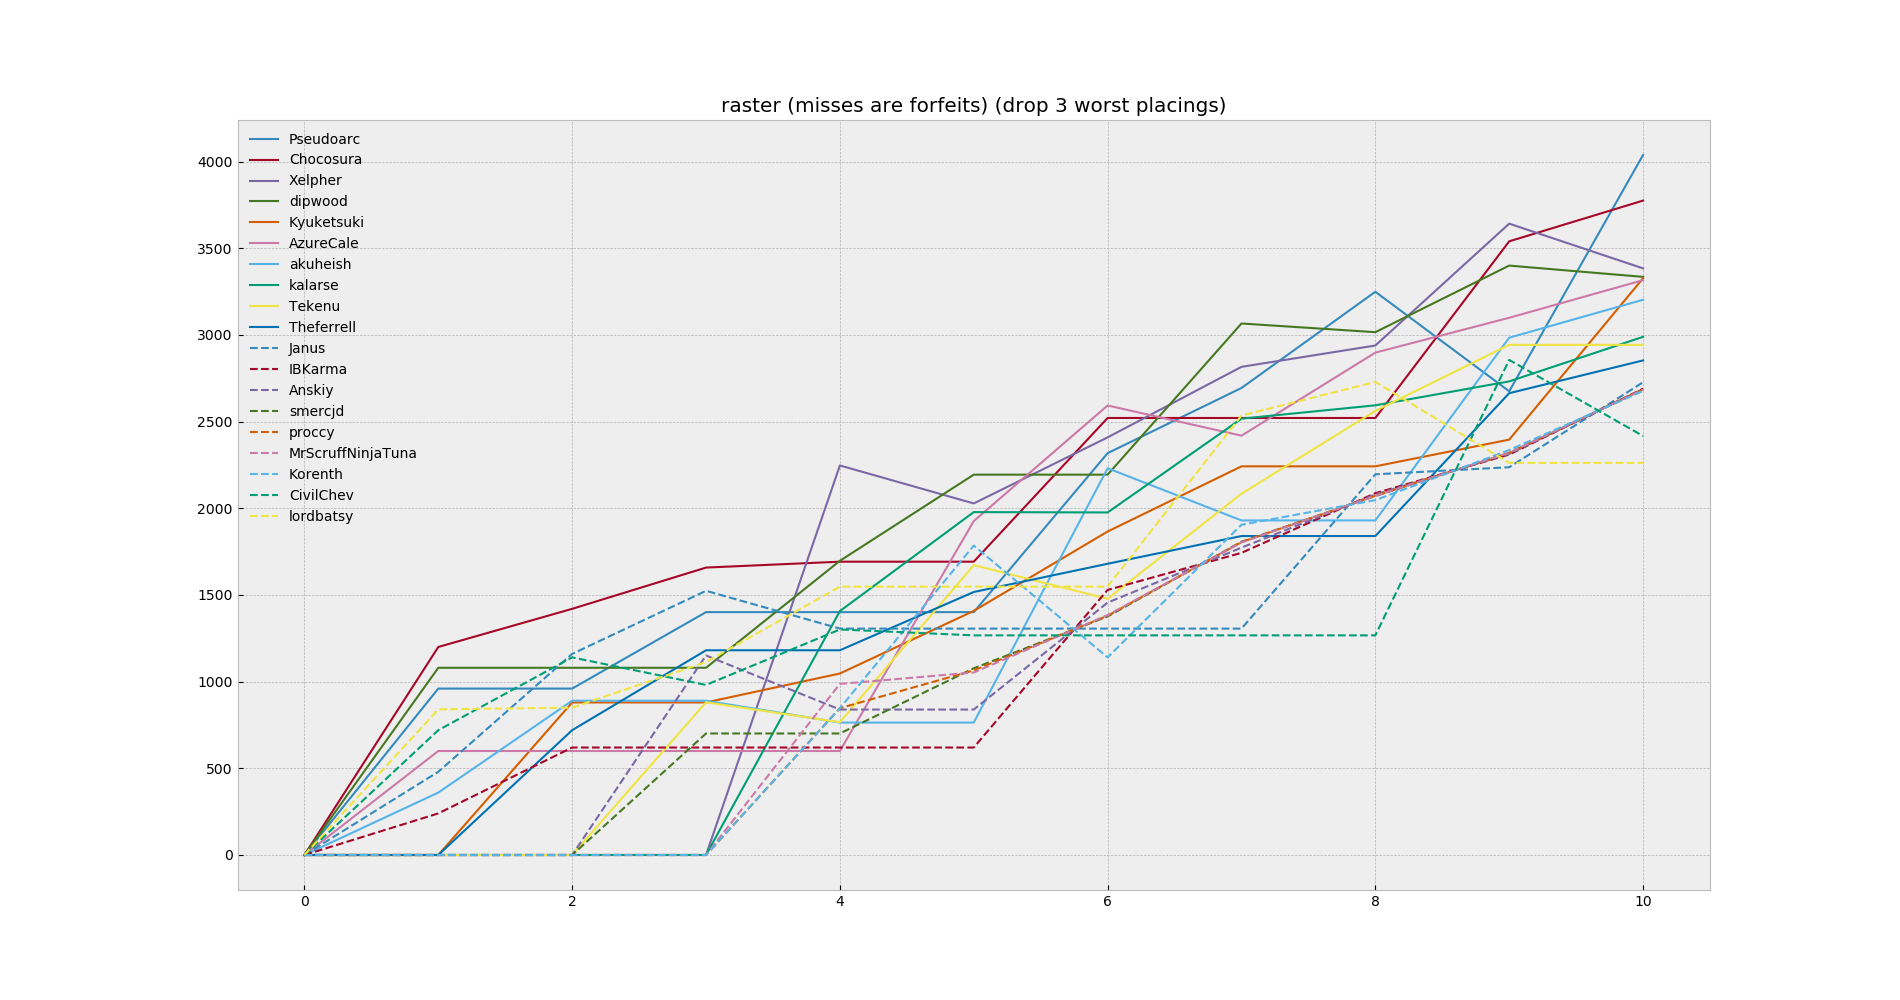 raster (misses are forfeits) (drop 3 worst placings)
Pseudoarc
Chocosura
Xelpher
dipwood
Kyuketsuki
AzureCale
akuheish
kalarse
Tekenu
Theferrell
Janus
IBKarma
Anskiy
smercjd
proccy
MrScruffNinjaTuna
Korenth
CivilChev
lordbatsy
4000
3500
3000
2500
2000
1500
1000
500
0
0 2 4 6 8 10